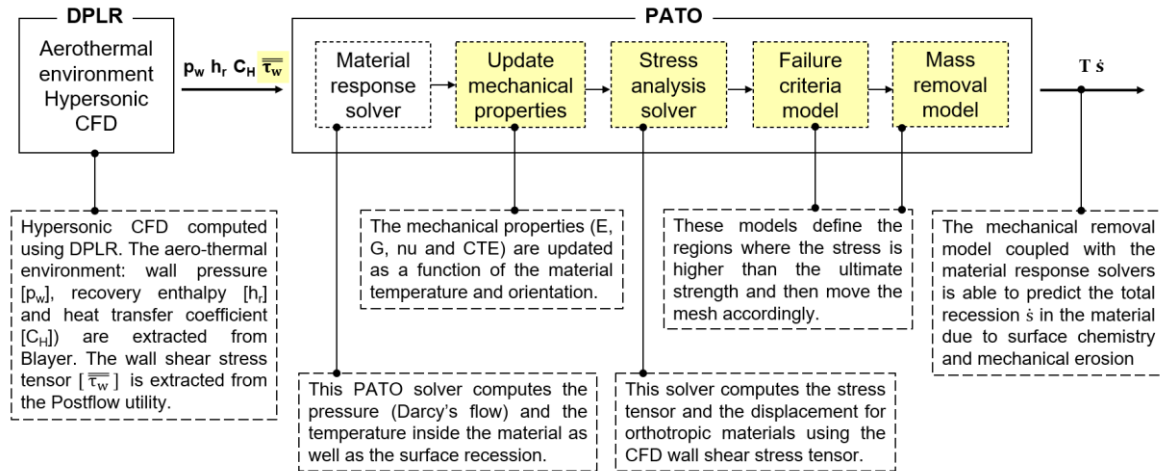 DPLR
Aerothermal
environment
Hypersonic
CFD
p_w h_r C_H τ_w
PATO
Material
response
solver
Update
mechanical
properties
Stress
analysis
solver
Failure
criteria
model
Mass
removal
model
T ṡ
Hypersonic CFD computed
using DPLR. The aero-thermal
environment: wall pressure
[p_w], recovery enthalpy [h_r]
and heat transfer coefficient
[C_H]) are extracted from
Blayer. The wall shear stress
tensor [τ_w] is extracted from
the Postflow utility.
The mechanical properties (E,
G, nu and CTE) are updated
as a function of the material
temperature and orientation.
These models define the
regions where the stress is
higher than the ultimate
strength and then move the
mesh accordingly.
The mechanical removal
model coupled with the
material response solvers
is able to predict the total
recession ṡ in the material
due to surface chemistry
and mechanical erosion
This PATO solver computes the
pressure (Darcy's flow) and the
temperature inside the material as
well as the surface recession.
This solver computes the stress
tensor and the displacement for
orthotropic materials using the
CFD wall shear stress tensor.